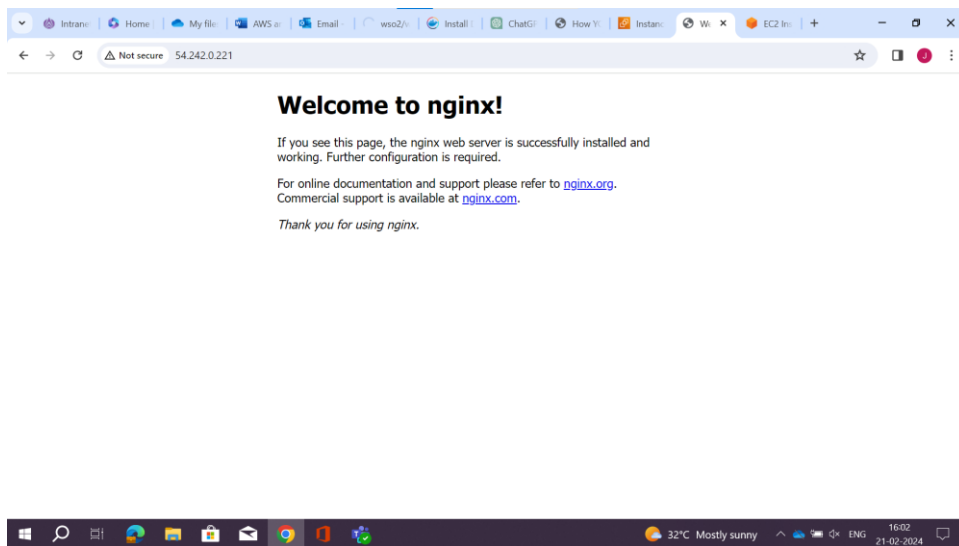 Intrane Home My file AWS ar Email - wso2/ Install ChatGP How Instanc We EC2 Ins
Not secure 54.242.0.221
J
Welcome to nginx!
If you see this page, the nginx web server is successfully installed and
working. Further configuration is required.
For online documentation and support please refer to nginx.org.
Commercial support is available at nginx.com.
Thank you for using nginx.
32°C Mostly sunny ENG 16:02
21-02-2024